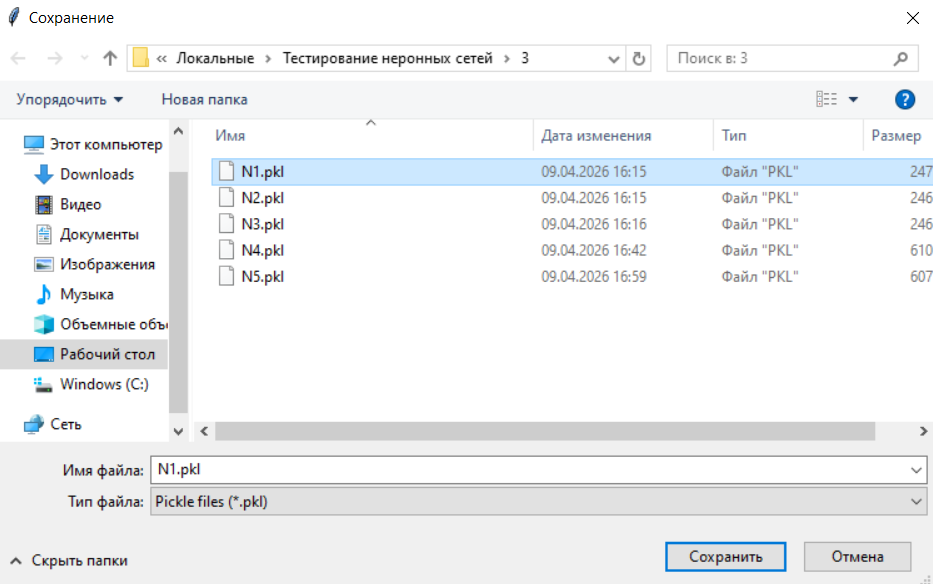 Сохранение
« Локальные › Тестирование неронных сетей › 3
Поиск в: 3
Упорядочить
Новая папка
Имя Дата изменения Тип Размер
Этот компьютер
Downloads
Видео
Документы
Изображения
Музыка
Объемные объ
Рабочий стол
Windows (C:)
Сеть
N1.pkl 09.04.2026 16:15 Файл "PKL" 247
N2.pkl 09.04.2026 16:15 Файл "PKL" 246
N3.pkl 09.04.2026 16:16 Файл "PKL" 246
N4.pkl 09.04.2026 16:42 Файл "PKL" 610
N5.pkl 09.04.2026 16:59 Файл "PKL" 607
Имя файла: N1.pkl
Тип файла: Pickle files (*.pkl)
Скрыть папки
Сохранить
Отмена